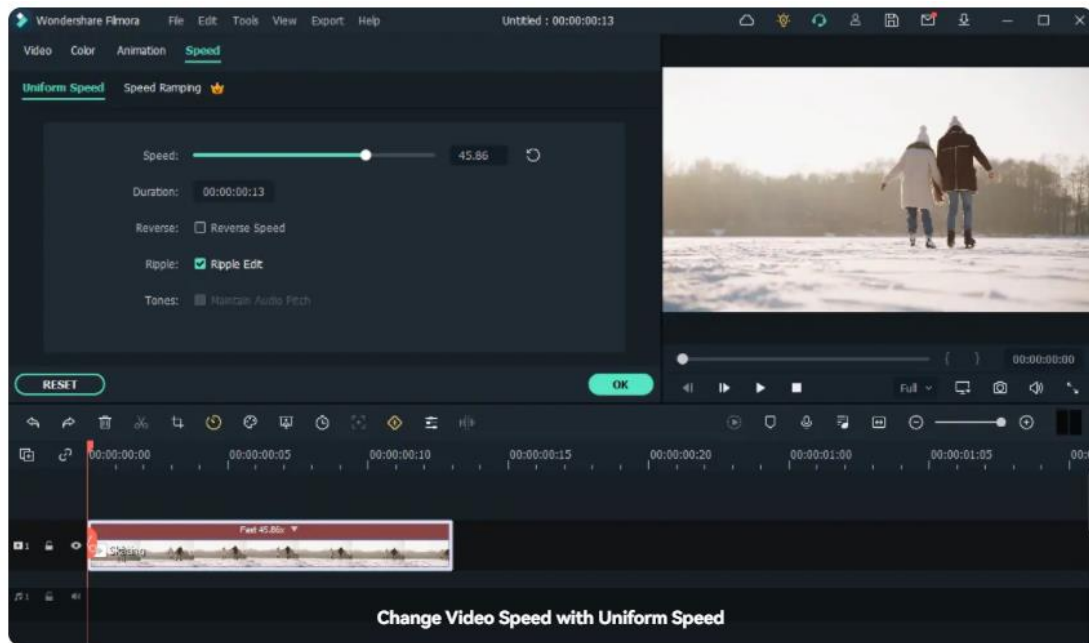 Wondershare Filmora File Edit Tools View Export Help Untitled : 00:00:00:13
Video Color Animation Speed
Uniform Speed Speed Ramping
Speed: 45.86
Duration: 00:00:00:13
Reverse: Reverse Speed
Ripple: Ripple Edit
Tones: Maintain Audio Pitch
{ } 00:00:00:00
RESET OK
Full
00:00:00:00 00:00:00:05 00:00:00:10 00:00:00:15 00:00:00:20 00:00:01:00 00:00:01:05 00:
Fast 45.86x
1 Skating
1
Change Video Speed with Uniform Speed